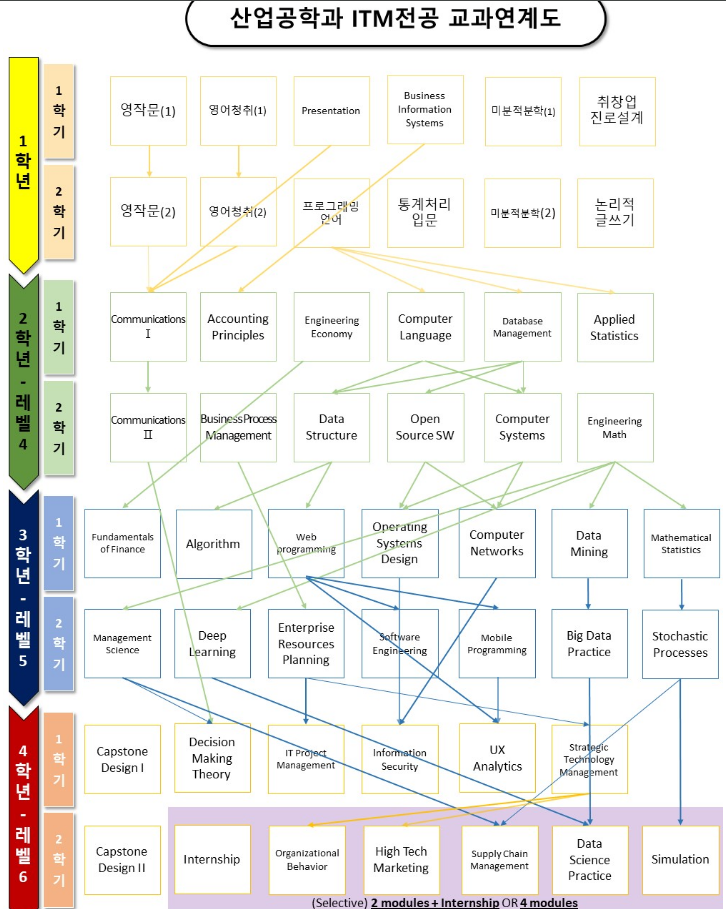 산업공학과 ITM전공 교과연계도
1
학
년
1
학
기
영작문(1)
영어청취(1)
Presentation
Business
Information
Systems
미분적분학(1)
취창업
진로설계
2
학
기
영작문(2)
영어청취(2)
프로그래밍
언어
통계처리
입문
미분적분학(2)
논리적
글쓰기
2
학
년
-
레
벨
4
1
학
기
Communications
I
Accounting
Principles
Engineering
Economy
Computer
Language
Database
Management
Applied
Statistics
2
학
기
Communications
II
Business Process
Management
Data
Structure
Open
Source SW
Computer
Systems
Engineering
Math
3
학
년
-
레
벨
5
1
학
기
Fundamentals
of Finance
Algorithm
Web
programming
Operating
Systems
Design
Computer
Networks
Data
Mining
Mathematical
Statistics
2
학
기
Management
Science
Deep
Learning
Enterprise
Resources
Planning
Software
Engineering
Mobile
Programming
Big Data
Practice
Stochastic
Processes
4
학
년
-
레
벨
6
1
학
기
Capstone
Design I
Decision
Making
Theory
IT Project
Management
Information
Security
UX
Analytics
Strategic
Technology
Management
2
학
기
Capstone
Design II
Internship
Organizational
Behavior
High Tech
Marketing
Supply Chain
Management
Data
Science
Practice
Simulation
(Selective) 2 modules + Internship OR 4 modules